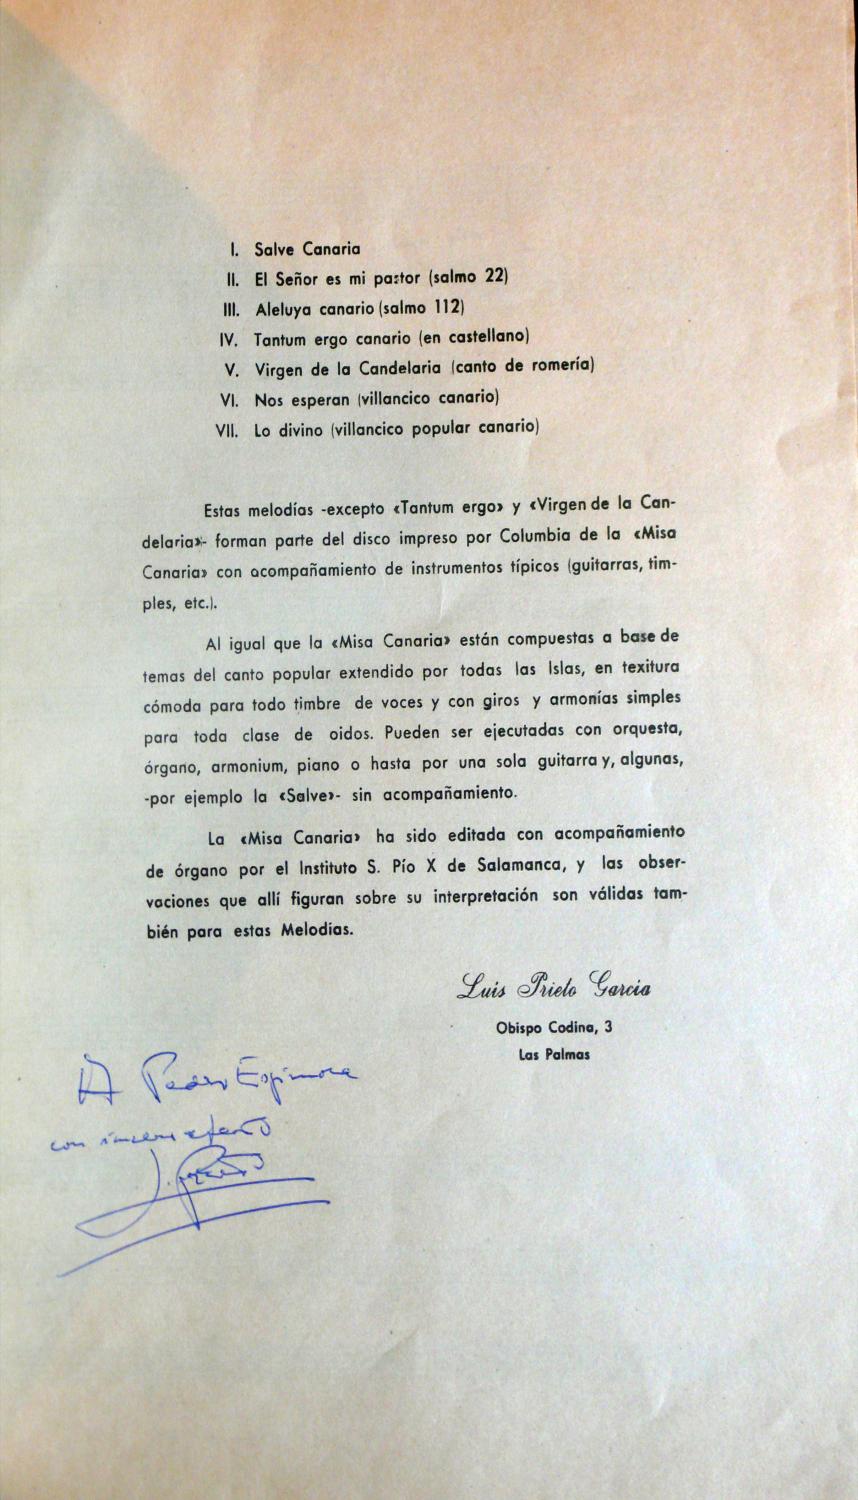 I. Salve Canaria
II. El Señor es mi pastor (salmo 22)
III. Aleluya canario (salmo 112)
IV. Tantum ergo canario (en castellano)
V. Virgen de la Candelaria (canto de romería)
VI. Nos esperan (villancico canario)
VII. Lo divino (villancico popular canario)
Estas melodías -excepto «Tantum ergo» y «Virgen de la Can-
delaria»- forman parte del disco impreso por Columbia de la «Misa
Canaria» con acompañamiento de instrumentos típicos (guitarras, tim-
ples, etc.).
Al igual que la «Misa Canaria» están compuestas a base de
temas del canto popular extendido por todas las Islas, en texitura
cómoda para todo timbre de voces y con giros y armonías simples
para toda clase de oidos. Pueden ser ejecutadas con orquesta,
órgano, armonium, piano o hasta por una sola guitarra y, algunas,
-por ejemplo la «Salve»- sin acompañamiento.
La «Misa Canaria» ha sido editada con acompañamiento
de órgano por el Instituto S. Pío X de Salamanca, y las obser-
vaciones que allí figuran sobre su interpretación son válidas tam-
bién para estas Melodías.
Luis Prieto García
Obispo Codina, 3
Las Palmas
A Pedro Espinosa
con sincero afecto